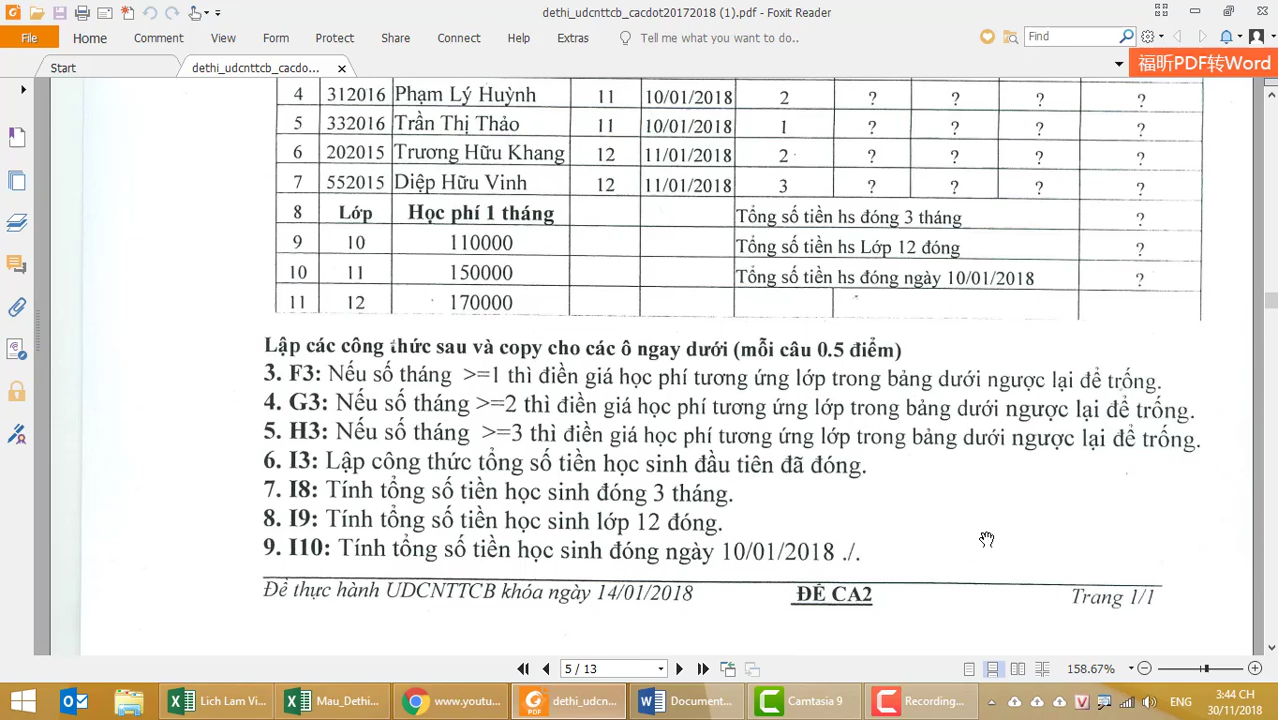 dethi_udcnttcb_cacdot20172018 (1).pdf - Foxit Reader
File Home Comment View Form Protect Share Connect Help Extras Tell me what you want to do.. Find
Start dethi_udcnttcb_cacdo...
福昕PDF转Word
4 312016 Phạm Lý Huỳnh 11 10/01/2018 2 ? ? ? ?
5 332016 Trần Thị Thảo 11 10/01/2018 1 ? ? ? ?
6 202015 Trương Hữu Khang 12 11/01/2018 2 ? ? ? ?
7 552015 Diệp Hữu Vinh 12 11/01/2018 3 ? ? ? ?
8 Lớp Học phí 1 tháng Tổng số tiền hs đóng 3 tháng ?
9 10 110000 Tổng số tiền hs Lớp 12 đóng ?
10 11 150000 Tổng số tiền hs đóng ngày 10/01/2018 ?
11 12 170000
Lập các công thức sau và copy cho các ô ngay dưới (mỗi câu 0.5 điểm)
3. F3: Nếu số tháng >=1 thì điền giá học phí tương ứng lớp trong bảng dưới ngược lại để trống.
4. G3: Nếu số tháng >=2 thì điền giá học phí tương ứng lớp trong bảng dưới ngược lại để trống.
5. H3: Nếu số tháng >=3 thì điền giá học phí tương ứng lớp trong bảng dưới ngược lại để trống.
6. I3: Lập công thức tổng số tiền học sinh đầu tiên đã đóng.
7. I8: Tính tổng số tiền học sinh đóng 3 tháng.
8. I9: Tính tổng số tiền học sinh lớp 12 đóng.
9. I10: Tính tổng số tiền học sinh đóng ngày 10/01/2018 ./.
Đề thực hành UDCNTTCB khóa ngày 14/01/2018 ĐỀ CA2 Trang 1/1
5 / 13 158.67%
Lich Lam Vi... Mau_Dethi... www.youtu... dethi_udcn... Document... Camtasia 9 Recording... ENG 3:44 CH
30/11/2018